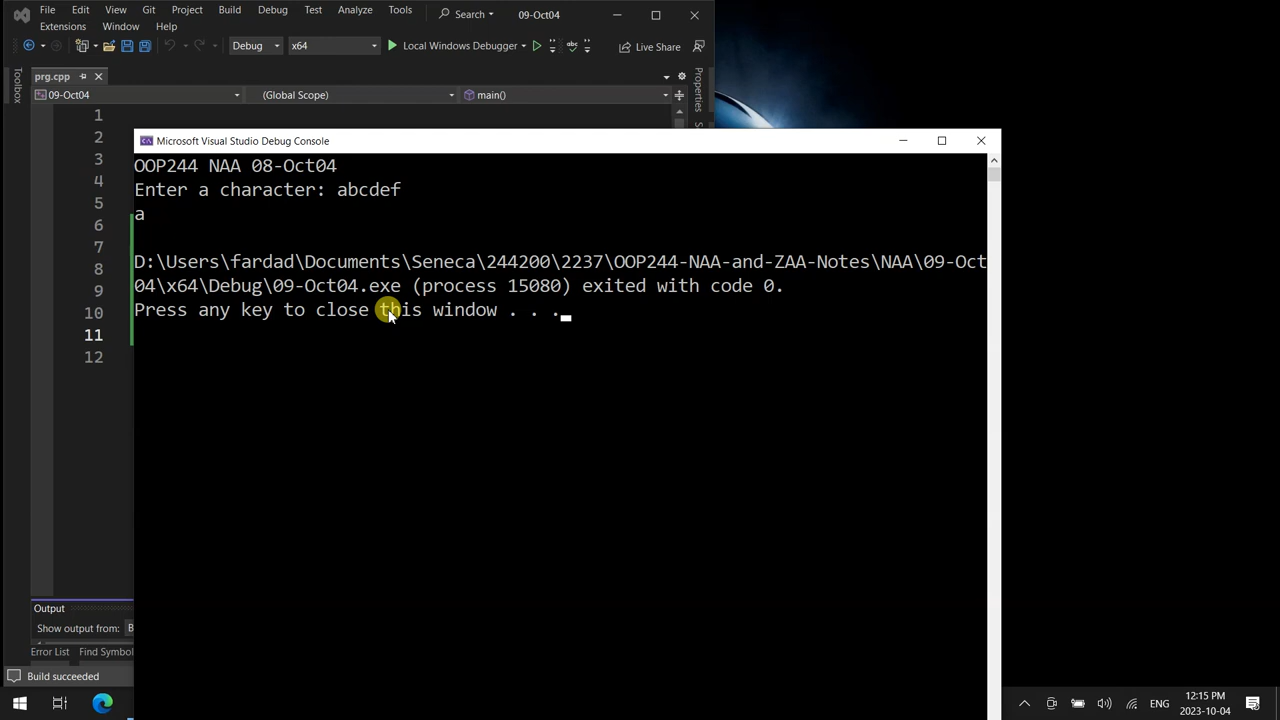 File Edit View Git Project Build Debug Test Analyze Tools Search 09-Oct04
Extensions Window Help
Debug x64 Local Windows Debugger Live Share
prg.cpp
09-Oct04 (Global Scope) main()
Toolbox
Properties
1
2
3
4
5
6
7
8
9
10
11
12
Microsoft Visual Studio Debug Console
OOP244 NAA 08-Oct04
Enter a character: abcdef
a
D:\Users\fardad\Documents\Seneca\244200\2237\OOP244-NAA-and-ZAA-Notes\NAA\09-Oct
04\x64\Debug\09-Oct04.exe (process 15080) exited with code 0.
Press any key to close this window . . .
Output
Show output from: B
Error List Find Symbol
Build succeeded
ENG
12:15 PM
2023-10-04